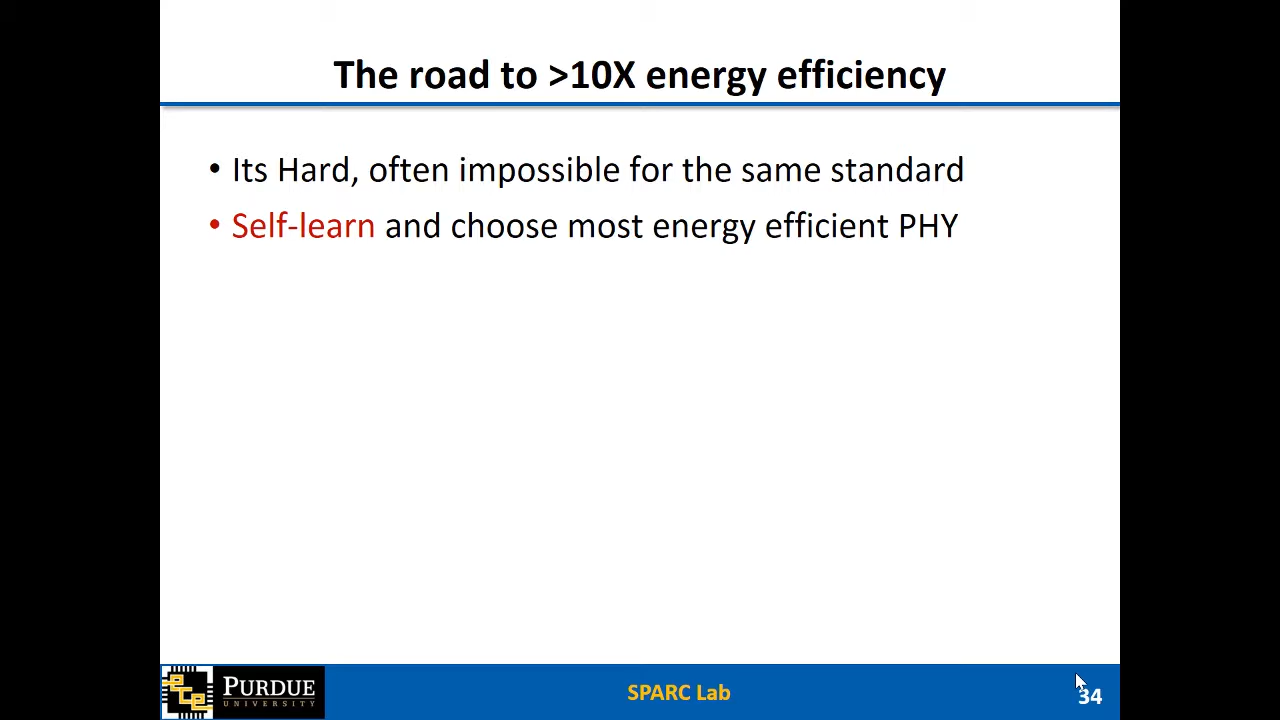 The road to >10X energy efficiency
• Its Hard, often impossible for the same standard
• Self-learn and choose most energy efficient PHY
ece
PURDUE
UNIVERSITY
SPARC Lab
34